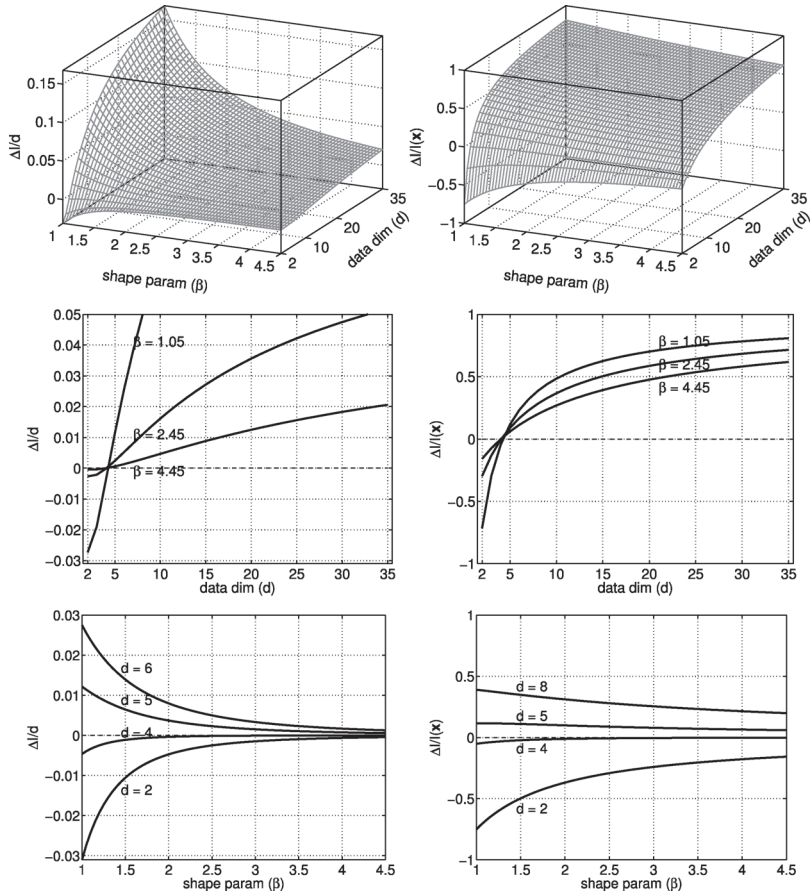 0.15
0.1
0.05
0
ΔI/d
1
1.5
2
2.5
3
3.5
4
4.5
shape param (β)
2
10
20
35
data dim (d)
1
0.5
0
−0.5
−1
ΔI/I(x)
1
1.5
2
2.5
3
3.5
4
4.5
shape param (β)
2
10
20
35
data dim (d)
0.05
0.04
0.03
0.02
0.01
0
−0.01
−0.02
−0.03
ΔI/d
β = 1.05
β = 2.45
β = 4.45
2 5 10 15 20 25 30 35
data dim (d)
1
0.5
0
−0.5
−1
ΔI/I(x)
β = 1.05
β = 2.45
β = 4.45
2 5 10 15 20 25 30 35
data dim (d)
0.03
0.02
0.01
0
−0.01
−0.02
−0.03
ΔI/d
d = 6
d = 5
d = 4
d = 2
1 1.5 2 2.5 3 3.5 4 4.5
shape param (β)
1
0.5
0
−0.5
−1
ΔI/I(x)
d = 8
d = 5
d = 4
d = 2
1 1.5 2 2.5 3 3.5 4 4.5
shape param (β)